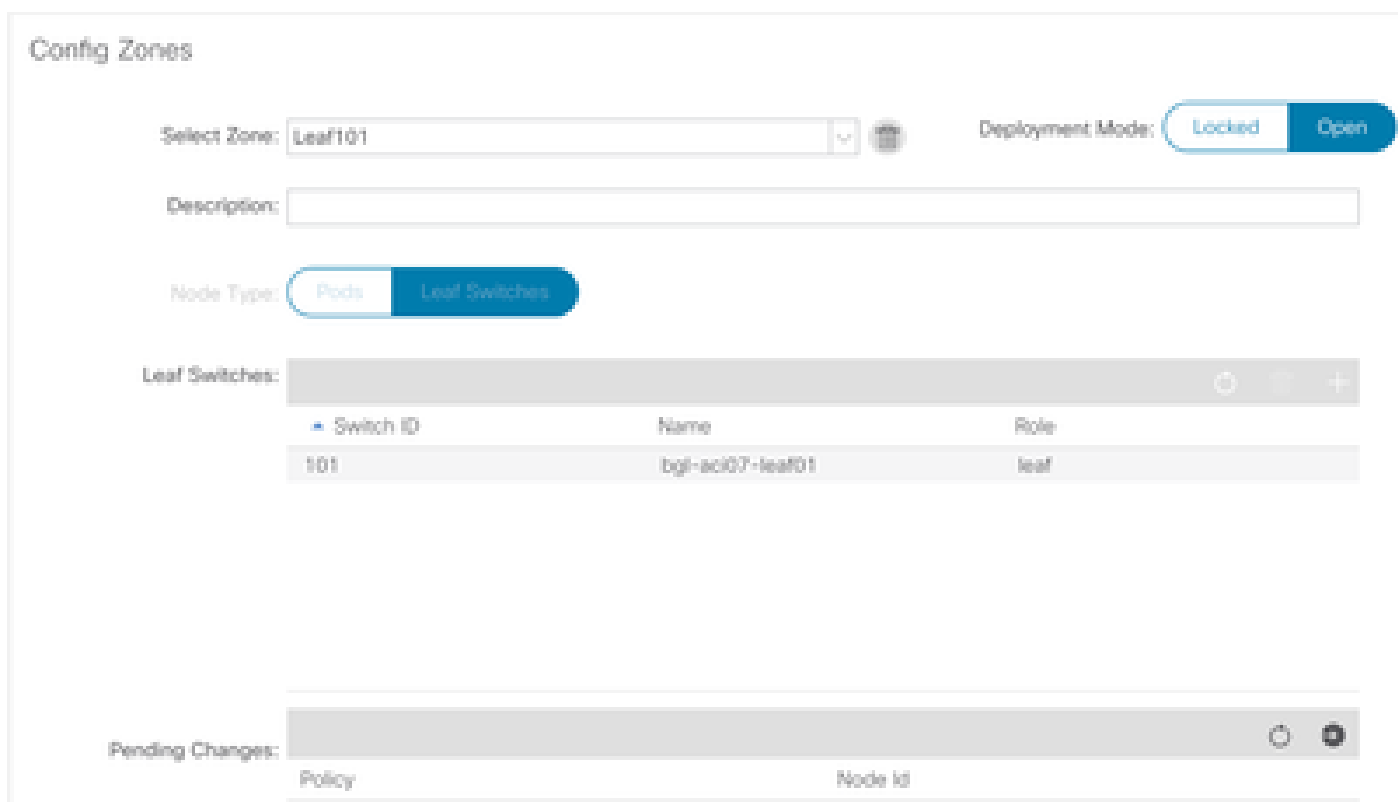 Config Zones
Select Zone: Leaf101 Deployment Mode: Locked Open
Description:
Node Type: Pods Leaf Switches
Leaf Switches:
Switch ID Name Role
101 bgl-aci07-leaf01 leaf
Pending Changes:
Policy Node Id